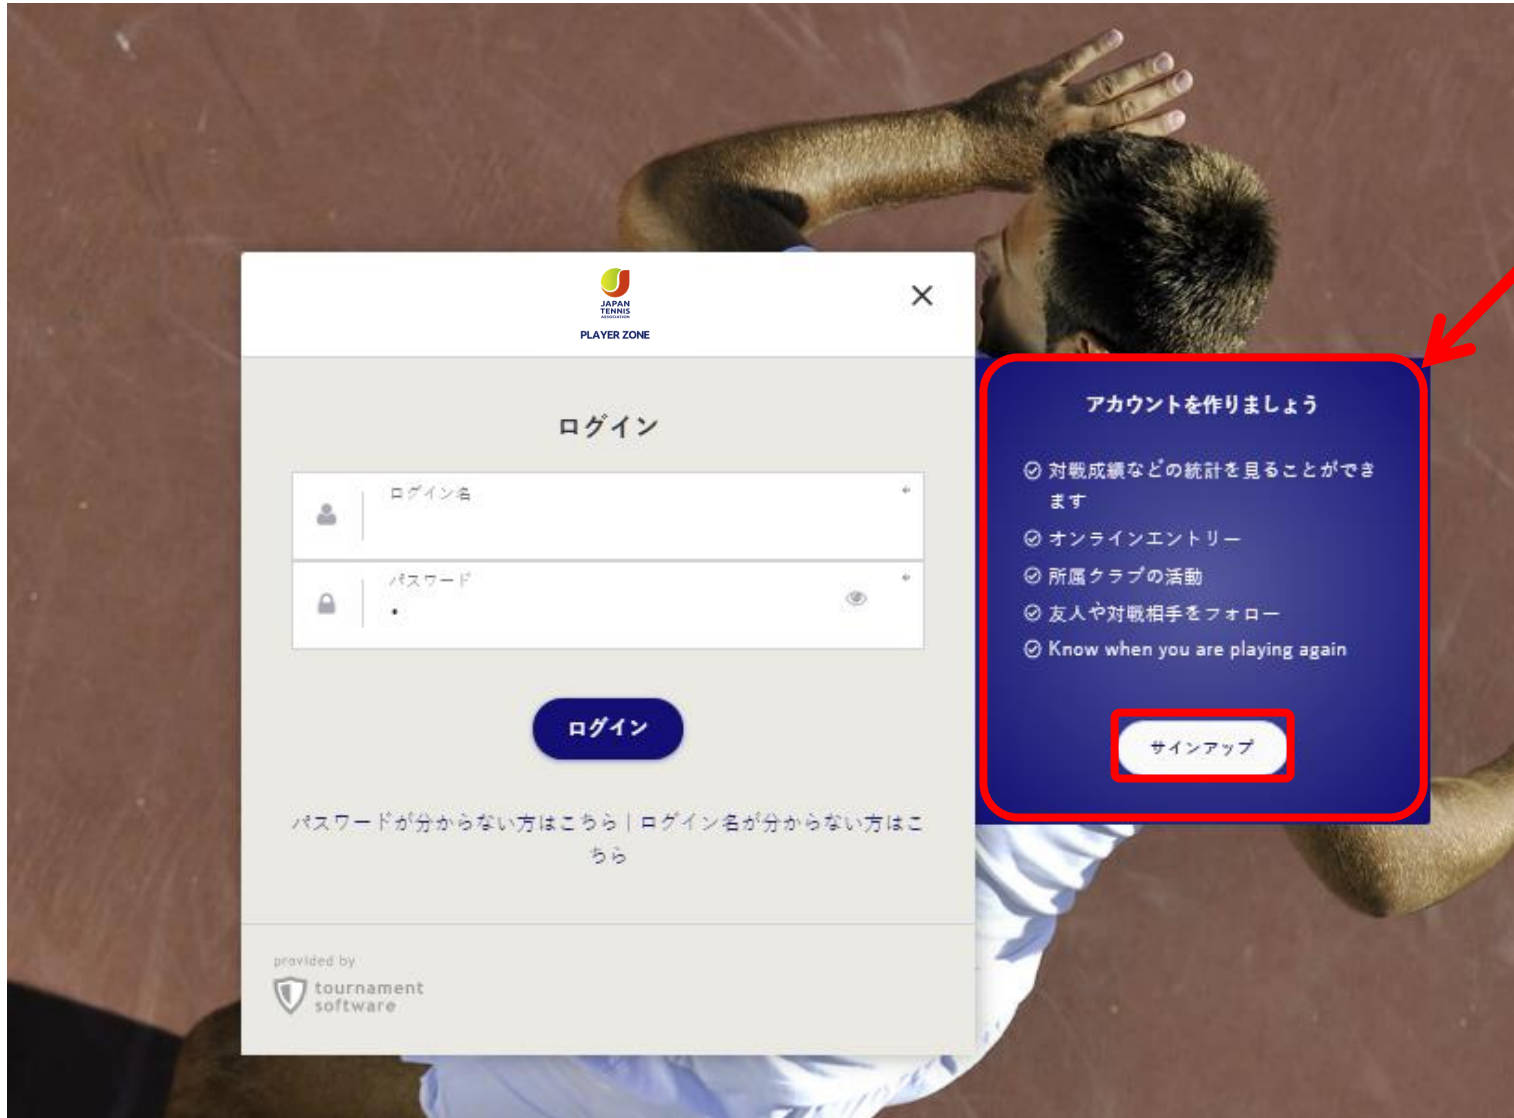 JAPAN
TENNIS
ASSOCIATION
PLAYER ZONE
ログイン
ログイン名
パスワード
ログイン
パスワードが分からない方はこちら | ログイン名が分からない方はこ
ちら
provided by
tournament
software
アカウントを作りましょう
対戦成績などの統計を見ることができ
ます
オンラインエントリー
所属クラブの活動
友人や対戦相手をフォロー
Know when you are playing again
サインアップ